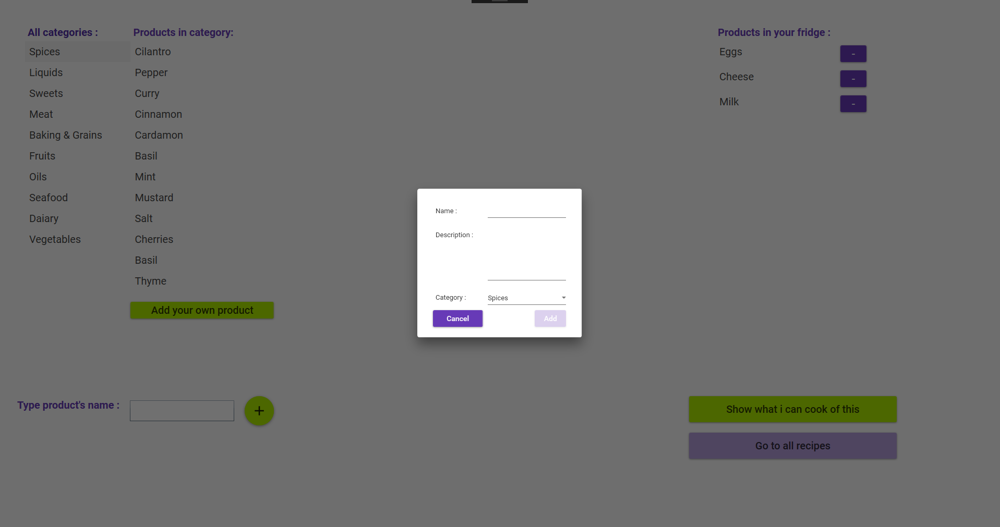 All categories :
Spices
Liquids
Sweets
Meat
Baking & Grains
Fruits
Oils
Seafood
Daiary
Vegetables
Products in category:
Cilantro
Pepper
Curry
Cinnamon
Cardamon
Basil
Mint
Mustard
Salt
Cherries
Basil
Thyme
Add your own product
Type product's name :
+
Name :
Description :
Category :
Spices
Cancel
Add
Products in your fridge :
Eggs
-
Cheese
-
Milk
-
Show what i can cook of this
Go to all recipes